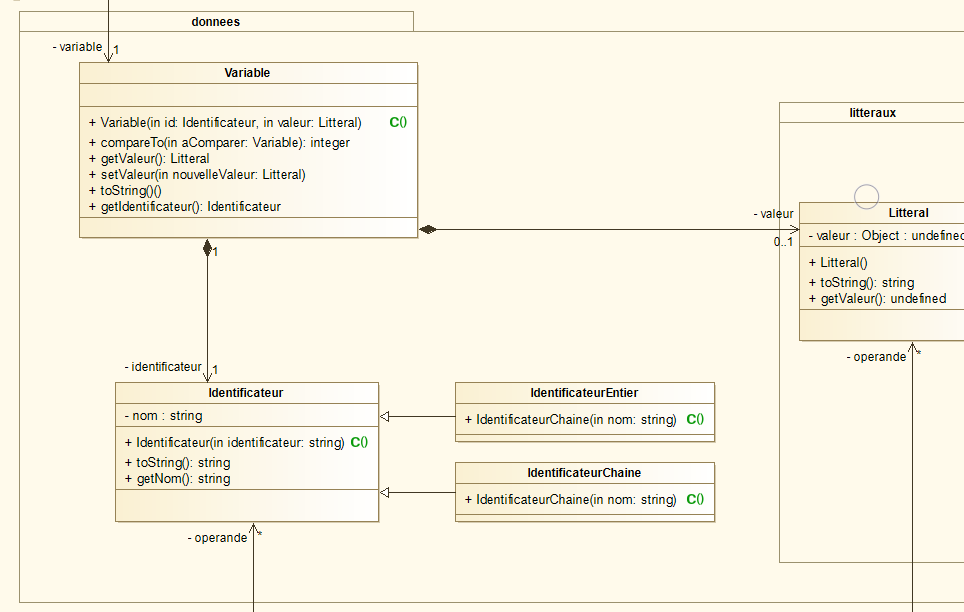 donnees
- variable
1
Variable
+ Variable(in id: Identificateur, in valeur: Litteral) C()
+ compareTo(in aComparer: Variable): integer
+ getValeur(): Litteral
+ setValeur(in nouvelleValeur: Litteral)
+ toString()()
+ getIdentificateur(): Identificateur
litteraux
- valeur
0..1
Litteral
- valeur : Object : undefined
+ Litteral()
+ toString(): string
+ getValeur(): undefined
- operande
*
1
- identificateur
1
Identificateur
- nom : string
+ Identificateur(in identificateur: string) C()
+ toString(): string
+ getNom(): string
IdentificateurEntier
+ IdentificateurChaine(in nom: string) C()
IdentificateurChaine
+ IdentificateurChaine(in nom: string) C()
- operande
*